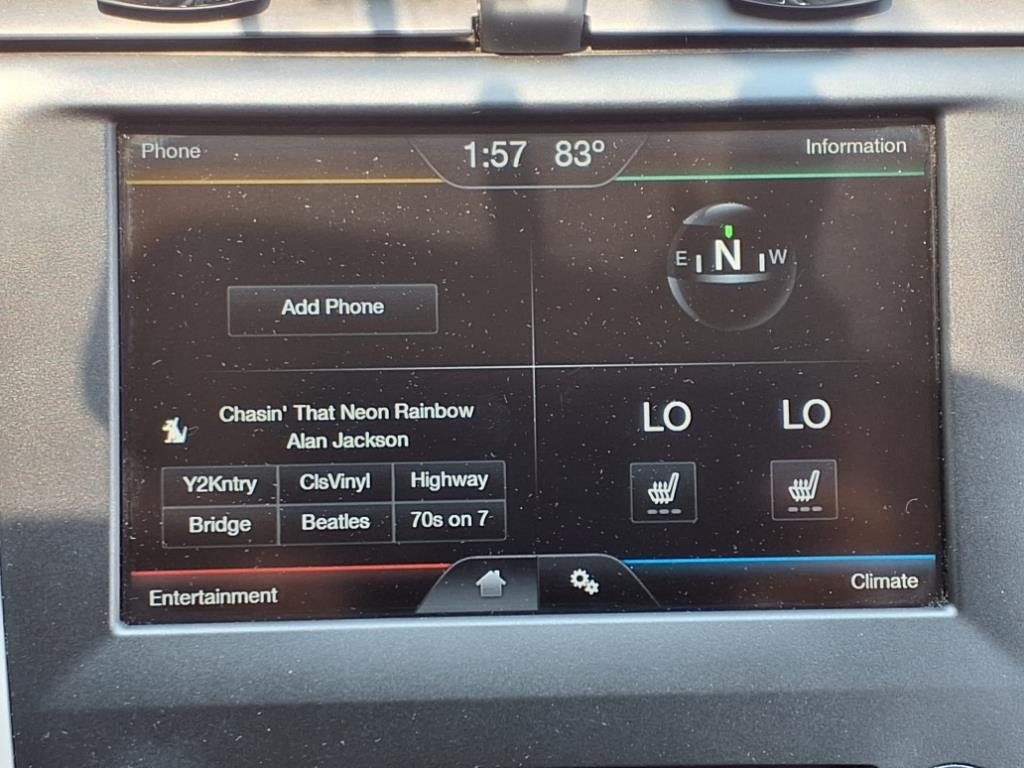 Phone
1:57 83°
Information
E N W
Add Phone
Chasin' That Neon Rainbow
Alan Jackson
LO LO
Y2Kntry ClsVinyl Highway
Bridge Beatles 70s on 7
Entertainment
Climate